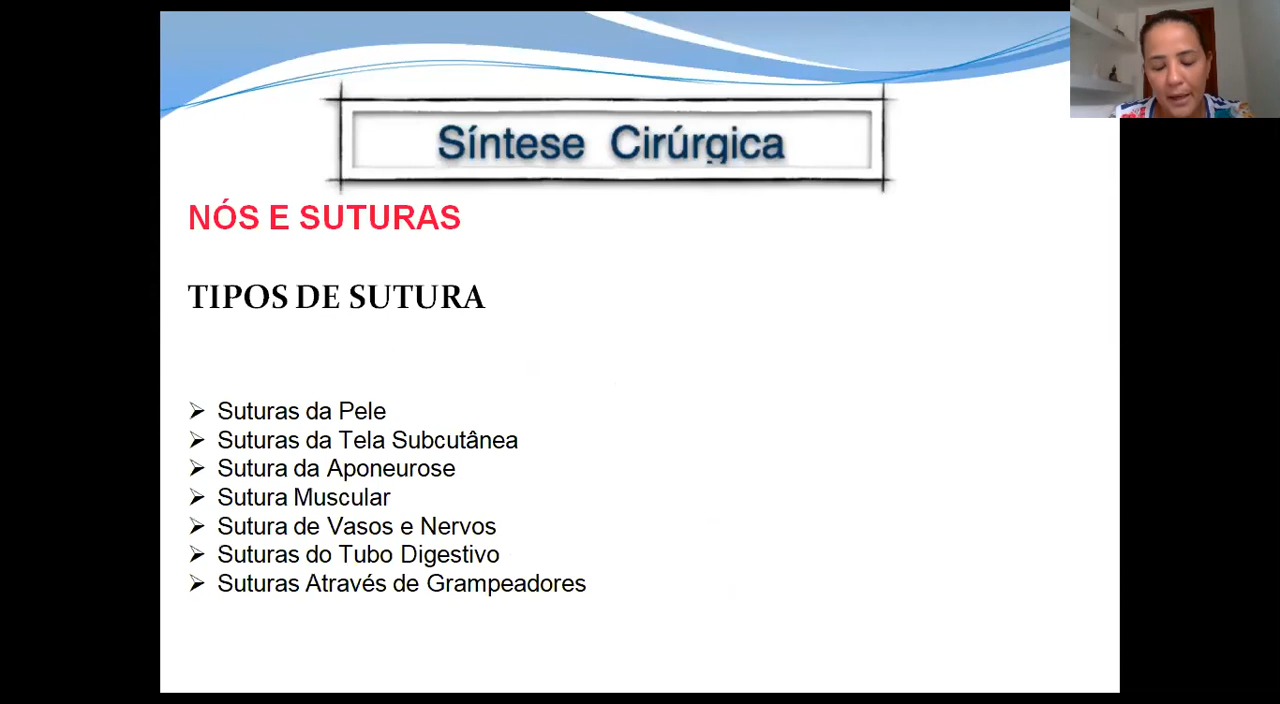 Síntese Cirúrgica
NÓS E SUTURAS
TIPOS DE SUTURA
Suturas da Pele
Suturas da Tela Subcutânea
Sutura da Aponeurose
Sutura Muscular
Sutura de Vasos e Nervos
Suturas do Tubo Digestivo
Suturas Através de Grampeadores